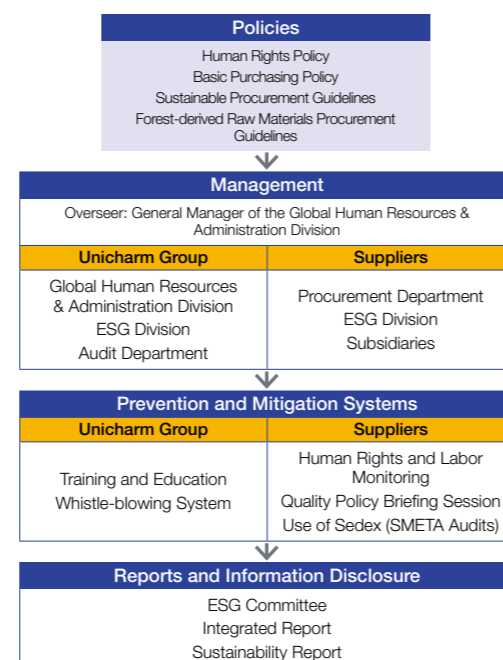 Policies
Human Rights Policy
Basic Purchasing Policy
Sustainable Procurement Guidelines
Forest-derived Raw Materials Procurement
Guidelines
Management
Overseer: General Manager of the Global Human Resources &
Administration Division
Unicharm Group
Global Human Resources
& Administration Division
ESG Division
Audit Department
Suppliers
Procurement Department
ESG Division
Subsidiaries
Prevention and Mitigation Systems
Unicharm Group
Training and Education
Whistle-blowing System
Suppliers
Human Rights and Labor
Monitoring
Quality Policy Briefing Session
Use of Sedex (SMETA Audits)
Reports and Information Disclosure
ESG Committee
Integrated Report
Sustainability Report